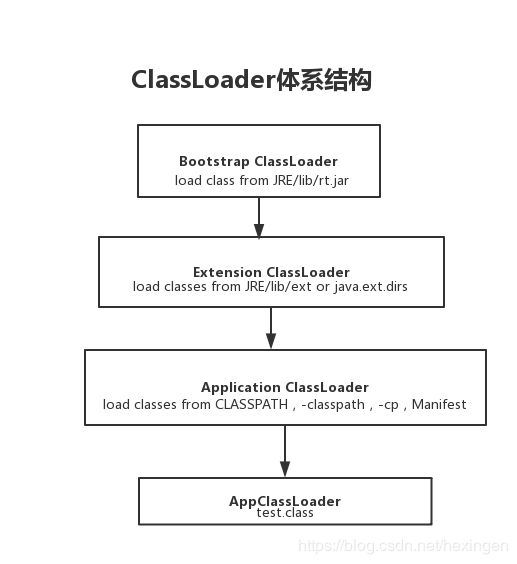 ClassLoader体系结构
Bootstrap ClassLoader
load class from JRE/lib/rt.jar
Extension ClassLoader
load classes from JRE/lib/ext or java.ext.dirs
Application ClassLoader
load classes from CLASSPATH , -classpath , -cp , Manifest
AppClassLoader
test.class
https://blog.csdn.net/hexingen